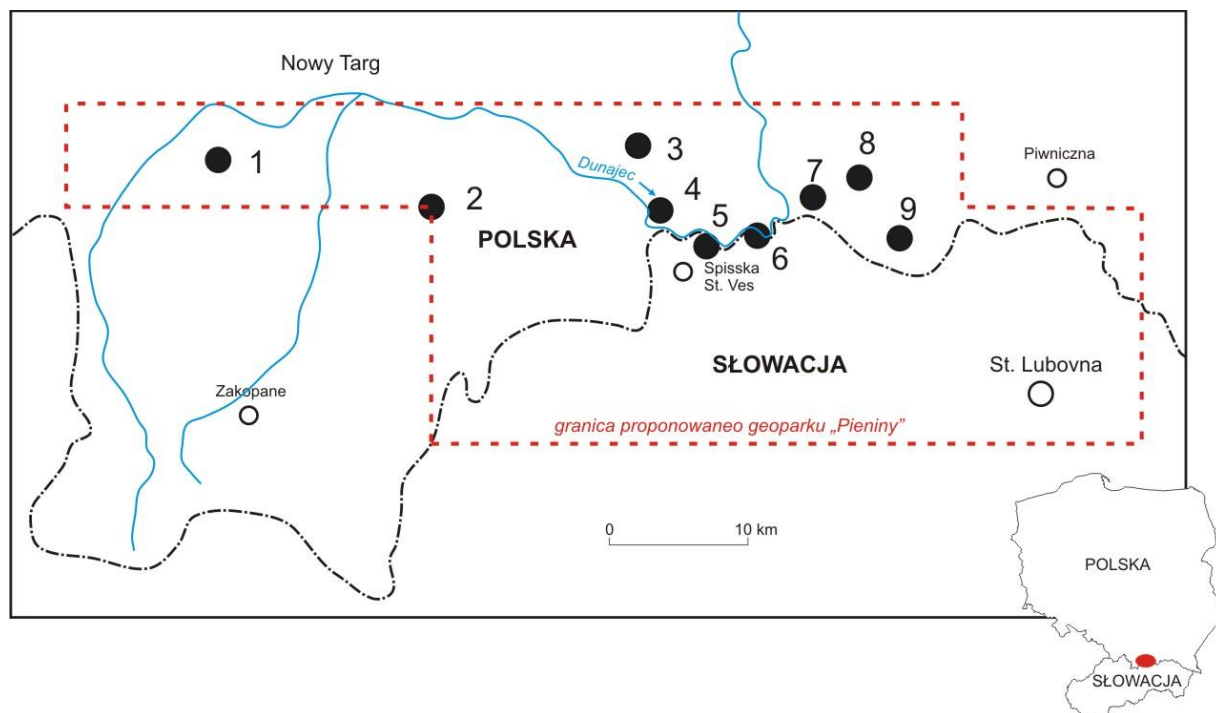 Nowy Targ
1
2
3
Dunajec
4
5
6
7
8
9
Piwniczna
POLSKA
Spisska
St. Ves
Zakopane
SŁOWACJA
St. Lubovna
granica proponowaneo geoparku „Pieniny”
0 10 km
POLSKA
SŁOWACJA